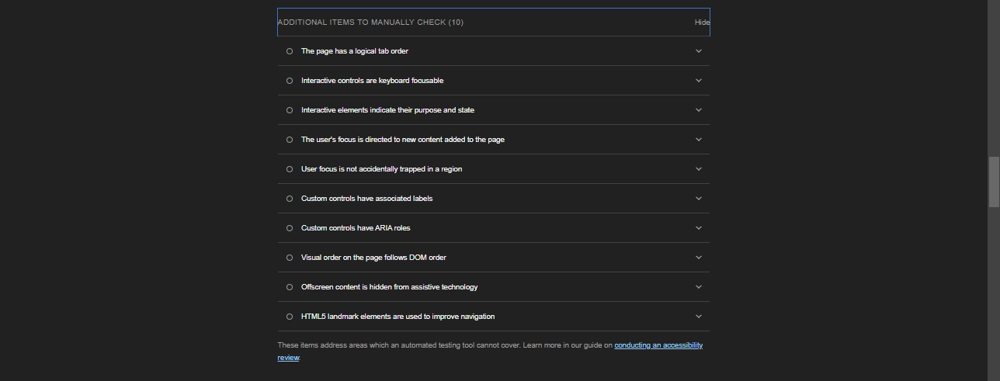 ADDITIONAL ITEMS TO MANUALLY CHECK (10) Hide
The page has a logical tab order
Interactive controls are keyboard focusable
Interactive elements indicate their purpose and state
The user's focus is directed to new content added to the page
User focus is not accidentally trapped in a region
Custom controls have associated labels
Custom controls have ARIA roles
Visual order on the page follows DOM order
Offscreen content is hidden from assistive technology
HTML5 landmark elements are used to improve navigation
These items address areas which an automated testing tool cannot cover. Learn more in our guide on conducting an accessibility
review.